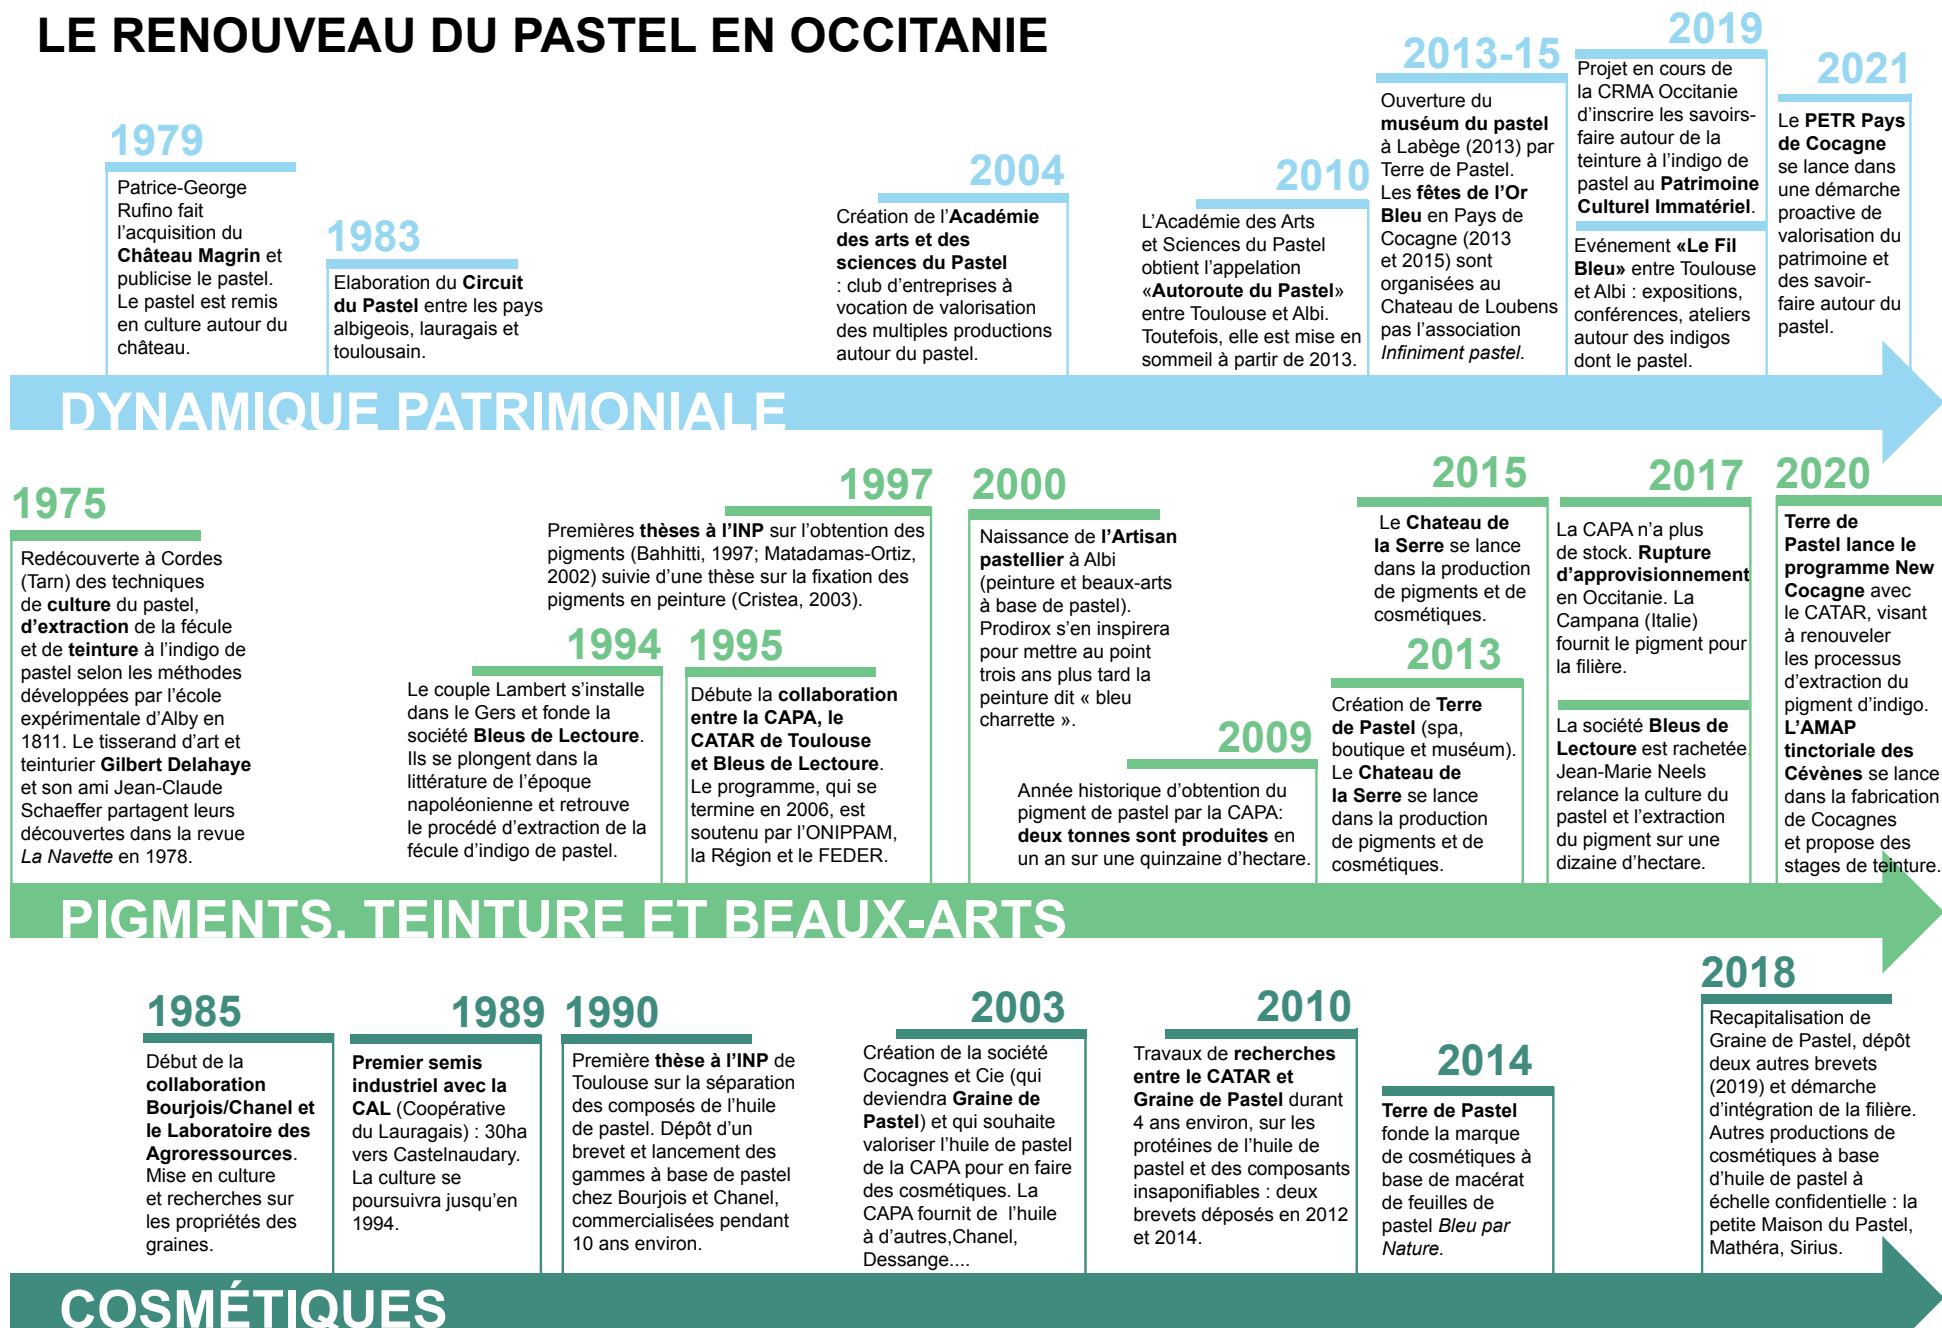 LE RENOUVEAU DU PASTEL EN OCCITANIE
1979
Patrice-George
Rufino fait
l’acquisition du
Château Magrin et
publicise le pastel.
Le pastel est remis
en culture autour du
château.
1983
Elaboration du Circuit
du Pastel entre les pays
albigeois, lauragais et
toulousain.
2004
Création de l’Académie
des arts et des
sciences du Pastel
: club d’entreprises à
vocation de valorisation
des multiples productions
autour du pastel.
2010
L’Académie des Arts
et Sciences du Pastel
obtient l’appelation
«Autoroute du Pastel»
entre Toulouse et Albi.
Toutefois, elle est mise en
sommeil à partir de 2013.
2013-15
Ouverture du
muséum du pastel
à Labège (2013) par
Terre de Pastel.
Les fêtes de l’Or
Bleu en Pays de
Cocagne (2013
et 2015) sont
organisées au
Chateau de Loubens
pas l’association
Infiniment pastel.
2019
Projet en cours de
la CRMA Occitanie
d’inscrire les savoirs-
faire autour de la
teinture à l’indigo de
pastel au Patrimoine
Culturel Immatériel.
Evénement «Le Fil
Bleu» entre Toulouse
et Albi : expositions,
conférences, ateliers
autour des indigos
dont le pastel.
2021
Le PETR Pays
de Cocagne
se lance dans
une démarche
proactive de
valorisation du
patrimoine et
des savoir-
faire autour du
pastel.
DYNAMIQUE PATRIMONIALE
1975
Redécouverte à Cordes
(Tarn) des techniques
de culture du pastel,
d’extraction de la fécule
et de teinture à l’indigo de
pastel selon les méthodes
développées par l’école
expérimentale d’Alby en
1811. Le tisserand d’art et
teinturier Gilbert Delahaye
et son ami Jean-Claude
Schaeffer partagent leurs
découvertes dans la revue
La Navette en 1978.
1997
Premières thèses à l’INP sur l’obtention des
pigments (Bahhitti, 1997; Matadamas-Ortiz,
2002) suivie d’une thèse sur la fixation des
pigments en peinture (Cristea, 2003).
1994
Le couple Lambert s’installe
dans le Gers et fonde la
société Bleus de Lectoure.
Ils se plongent dans la
littérature de l’époque
napoléonienne et retrouve
le procédé d’extraction de la
fécule d’indigo de pastel.
1995
Débute la collaboration
entre la CAPA, le
CATAR de Toulouse
et Bleus de Lectoure.
Le programme, qui se
termine en 2006, est
soutenu par l’ONIPPAM,
la Région et le FEDER.
2000
Naissance de l’Artisan
pastellier à Albi
(peinture et beaux-arts
à base de pastel).
Prodirox s’en inspirera
pour mettre au point
trois ans plus tard la
peinture dit « bleu
charrette ».
2009
Année historique d’obtention du
pigment de pastel par la CAPA:
deux tonnes sont produites en
un an sur une quinzaine d’hectare.
2015
Le Chateau de
la Serre se lance
dans la production
de pigments et de
cosmétiques.
2013
Création de Terre
de Pastel (spa,
boutique et muséum).
Le Chateau de
la Serre se lance
dans la production
de pigments et de
cosmétiques.
2017
La CAPA n’a plus
de stock. Rupture
d’approvisionnement
en Occitanie. La
Campana (Italie)
fournit le pigment pour
la filière.
La société Bleus de
Lectoure est rachetée.
Jean-Marie Neels
relance la culture du
pastel et l’extraction
du pigment sur une
dizaine d’hectare.
2020
Terre de
Pastel lance le
programme New
Cocagne avec
le CATAR, visant
à renouveler
les processus
d’extraction du
pigment d’indigo.
L’AMAP
tinctoriale des
Cévènes se lance
dans la fabrication
de Cocagnes
et propose des
stages de teinture.
PIGMENTS, TEINTURE ET BEAUX-ARTS
1985
Début de la
collaboration
Bourjois/Chanel et
le Laboratoire des
Agroressources.
Mise en culture
et recherches sur
les propriétés des
graines.
1989
Premier semis
industriel avec la
CAL (Coopérative
du Lauragais) : 30ha
vers Castelnaudary.
La culture se
poursuivra jusqu’en
1994.
1990
Première thèse à l’INP de
Toulouse sur la séparation
des composés de l’huile
de pastel. Dépôt d’un
brevet et lancement des
gammes à base de pastel
chez Bourjois et Chanel,
commercialisées pendant
10 ans environ.
2003
Création de la société
Cocagnes et Cie (qui
deviendra Graine de
Pastel) et qui souhaite
valoriser l’huile de pastel
de la CAPA pour en faire
des cosmétiques. La
CAPA fournit de l’huile
à d’autres,Chanel,
Dessange....
2010
Travaux de recherches
entre le CATAR et
Graine de Pastel durant
4 ans environ, sur les
protéines de l’huile de
pastel et des composants
insaponifiables : deux
brevets déposés en 2012
et 2014.
2014
Terre de Pastel
fonde la marque
de cosmétiques à
base de macérat
de feuilles de
pastel Bleu par
Nature.
2018
Recapitalisation de
Graine de Pastel, dépôt
deux autres brevets
(2019) et démarche
d’intégration de la filière.
Autres productions de
cosmétiques à base
d’huile de pastel à
échelle confidentielle : la
petite Maison du Pastel,
Mathéra, Sirius.
COSMÉTIQUES